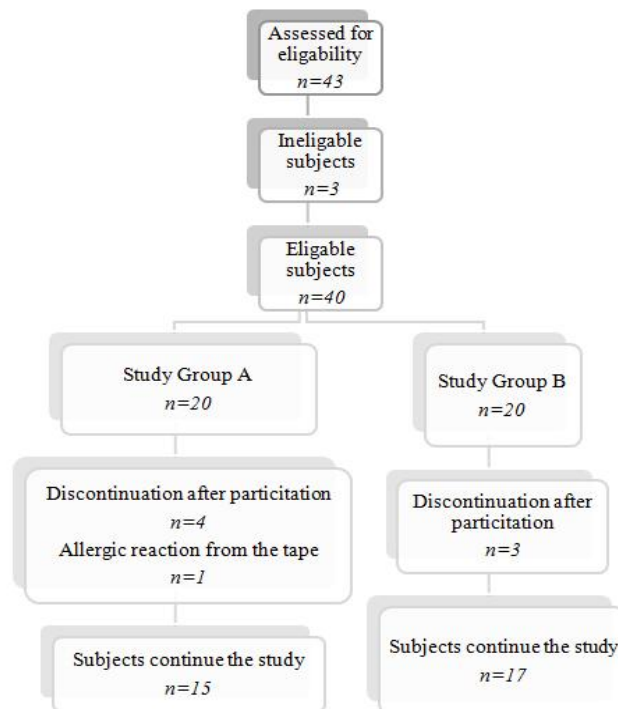 Assessed for
eligability
n=43
Ineligable
subjects
n=3
Eligable
subjects
n=40
Study Group A
n=20
Study Group B
n=20
Discontinuation after particitation
n=4
Allergic reaction from the tape
n=1
Discontinuation after
particitation
n=3
Subjects continue the study
n=15
Subjects continue the study
n=17